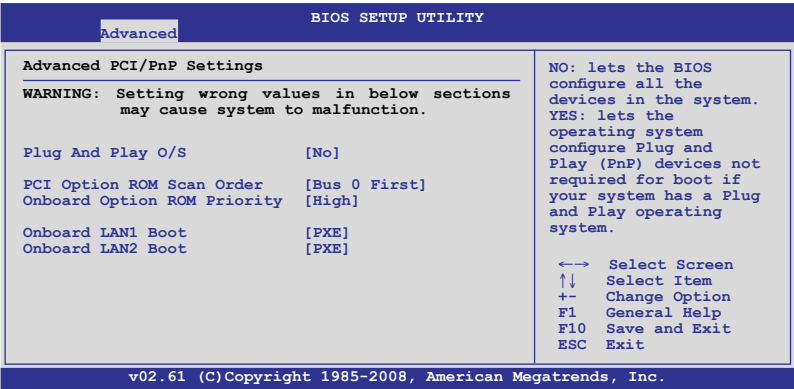 BIOS SETUP UTILITY
Advanced
Advanced PCI/PnP Settings
WARNING: Setting wrong values in below sections
may cause system to malfunction.
Plug And Play O/S [No]
PCI Option ROM Scan Order [Bus 0 First]
Onboard Option ROM Priority [High]
Onboard LAN1 Boot [PXE]
Onboard LAN2 Boot [PXE]
NO: lets the BIOS
configure all the
devices in the system.
YES: lets the
operating system
configure Plug and
Play (PnP) devices not
required for boot if
your system has a Plug
and Play operating
system.
←→ Select Screen
↑↓ Select Item
+- Change Option
F1 General Help
F10 Save and Exit
ESC Exit
v02.61 (C)Copyright 1985-2008, American Megatrends, Inc.